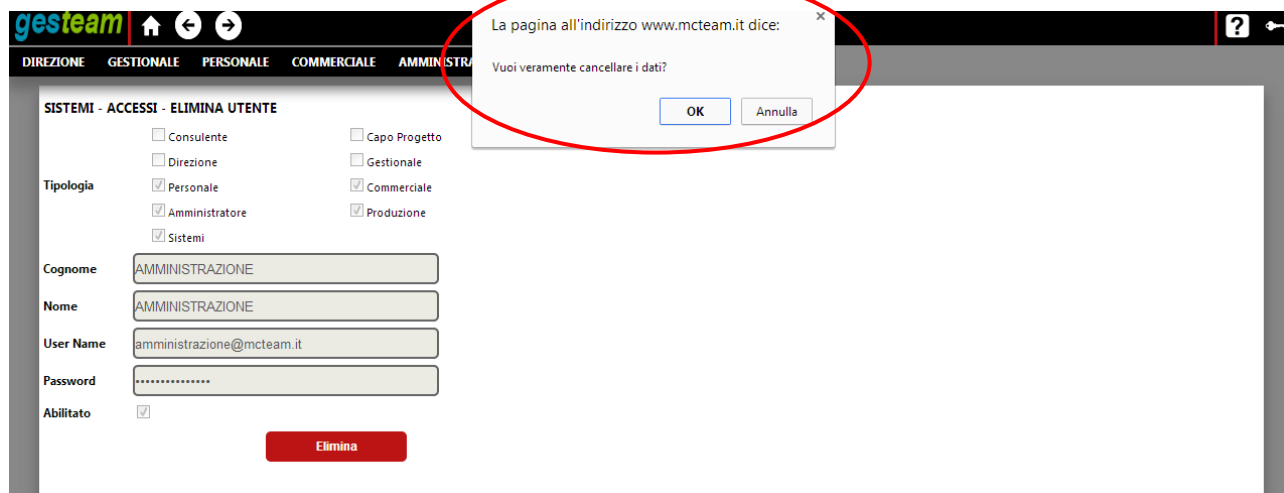 gesteam
?
La pagina all'indirizzo www.mcteam.it dice:
×
Vuoi veramente cancellare i dati?
OK Annulla
DIREZIONE GESTIONALE PERSONALE COMMERCIALE AMMINISTRA
SISTEMI - ACCESSI - ELIMINA UTENTE
Tipologia
Consulente Capo Progetto
Direzione Gestionale
Personale Commerciale
Amministratore Produzione
Sistemi
Cognome AMMINISTRAZIONE
Nome AMMINISTRAZIONE
User Name amministrazione@mcteam.it
Password •••••••••••••••
Abilitato
Elimina